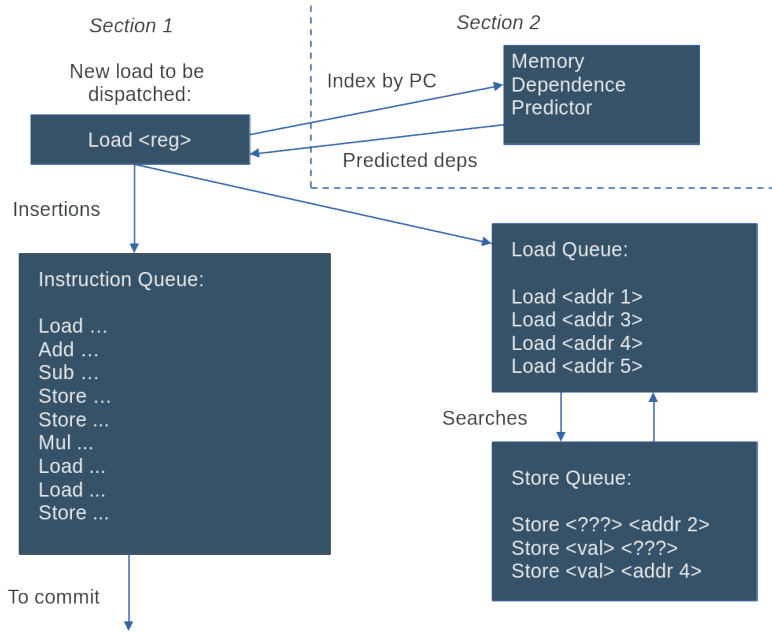 Section 1
Section 2
New load to be
dispatched:
Index by PC
Memory
Dependence
Predictor
Load <reg>
Predicted deps
Insertions
Instruction Queue:
Load ...
Add ...
Sub ...
Store ...
Store ...
Mul ...
Load ...
Load ...
Store ...
Load Queue:
Load <addr 1>
Load <addr 3>
Load <addr 4>
Load <addr 5>
Searches
Store Queue:
Store <???> <addr 2>
Store <val> <???>
Store <val> <addr 4>
To commit